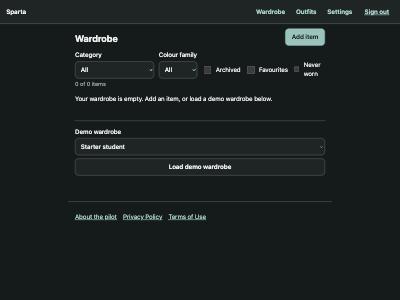 Sparta
Wardrobe Outfits Settings Sign out
Wardrobe
Add item
Category Colour family
All All Archived Favourites Never worn
0 of 0 items
Your wardrobe is empty. Add an item, or load a demo wardrobe below.
Demo wardrobe
Starter student
Load demo wardrobe
About the pilot Privacy Policy Terms of Use